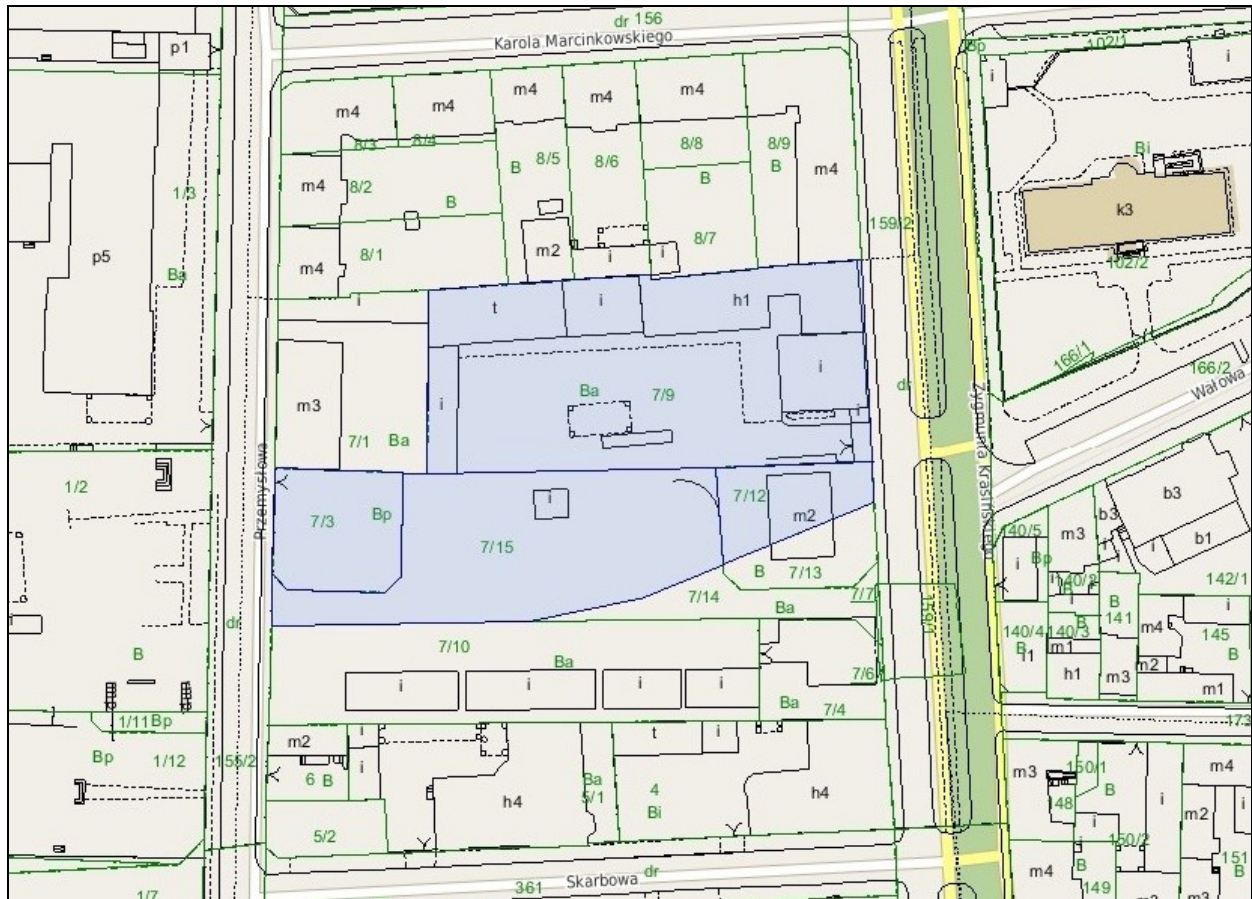 dr 156
Karola Marcinkowskiego
p1
Bp
102/1
i
i
m4
m4
m4
m4
m4
8/3
8/4
B
8/5
8/6
8/8
B
8/9
B
m4
Bi
1/3
m4
8/2
B
k3
159/2
p5
Ba
m4
8/1
m2
i
i
8/7
102/2
i
t
i
h1
166/1
166/2
Wałowa
i
dr
m3
i
Ba
7/9
i
Zygmunta Krasińskiego
7/1
Ba
Przemysłowa
1/2
7/3
Bp
i
7/12
m2
b3
b3
m3
140/5
i
Bp
i
i
b1
7/15
B
7/13
i
140/2
B
142/1
7/14
Ba
7/7
159/1
i
B
141
i
dr
140/4
B
140/3
B
m4
145
B
7/10
Ba
l1
m1
B
7/6
h1
m3
m2
m1
i
i
i
i
Ba
7/4
1/11
Bp
173
m2
i
t
i
Bp
1/12
155/2
6
B
i
Ba
5/1
4
Bi
h4
h4
m3
150/1
B
148
i
m4
m2
i
i
5/2
150/2
m4
B
149
151
B
Skarbowa
dr
361
1/7
m3
m3